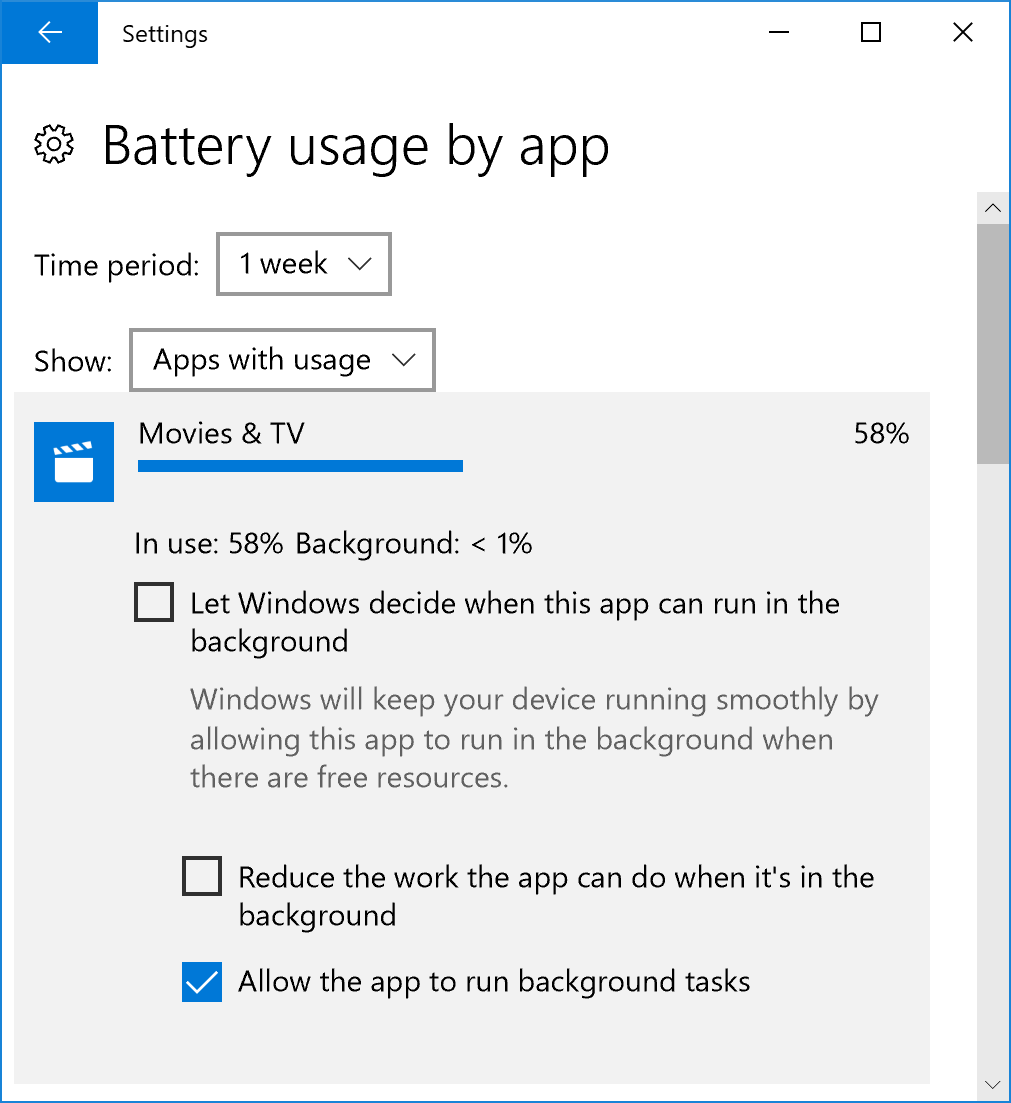 Settings
Battery usage by app
Time period: 1 week
Show: Apps with usage
Movies & TV 58%
In use: 58% Background: < 1%
Let Windows decide when this app can run in the
background
Windows will keep your device running smoothly by
allowing this app to run in the background when
there are free resources.
Reduce the work the app can do when it's in the
background
Allow the app to run background tasks